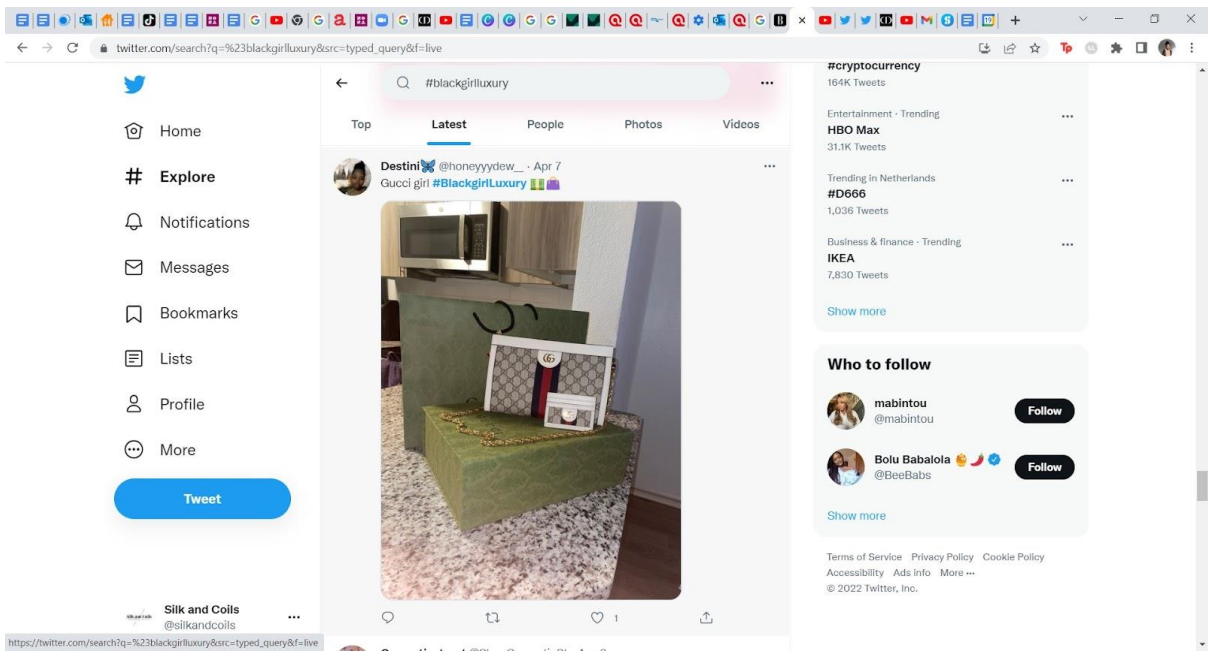 twitter.com/search?q=%23blackgirlluxury&src=typed_query&f=live
Home
Explore
Notifications
Messages
Bookmarks
Lists
Profile
More
Tweet
Silk and Coils
@silkandcoils
https://twitter.com/search?q=%23blackgirlluxury&src=typed_query&f=live
#blackgirlluxury
Top Latest People Photos Videos
Destini🦋 @honeyyydew__ · Apr 7
Gucci girl #BlackgirlLuxury 💵👜
1
#cryptocurrency
164K Tweets
Entertainment · Trending
HBO Max
31.1K Tweets
Trending in Netherlands
#D666
1,036 Tweets
Business & finance · Trending
IKEA
7,830 Tweets
Show more
Who to follow
mabintou
@mabintou
Follow
Bolu Babalola 🍯🌶️
@BeeBabs
Follow
Show more
Terms of Service Privacy Policy Cookie Policy
Accessibility Ads info More ···
© 2022 Twitter, Inc.